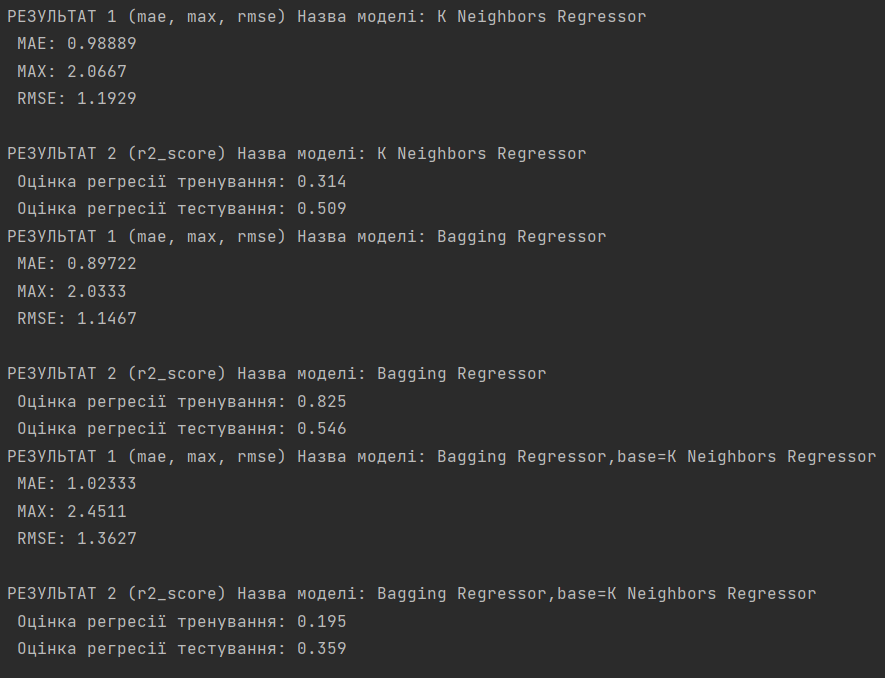 РЕЗУЛЬТАТ 1 (mae, max, rmse) Назва моделі: K Neighbors Regressor
MAE: 0.98889
MAX: 2.0667
RMSE: 1.1929
РЕЗУЛЬТАТ 2 (r2_score) Назва моделі: K Neighbors Regressor
Оцінка регресії тренування: 0.314
Оцінка регресії тестування: 0.509
РЕЗУЛЬТАТ 1 (mae, max, rmse) Назва моделі: Bagging Regressor
MAE: 0.89722
MAX: 2.0333
RMSE: 1.1467
РЕЗУЛЬТАТ 2 (r2_score) Назва моделі: Bagging Regressor
Оцінка регресії тренування: 0.825
Оцінка регресії тестування: 0.546
РЕЗУЛЬТАТ 1 (mae, max, rmse) Назва моделі: Bagging Regressor,base=K Neighbors Regressor
MAE: 1.02333
MAX: 2.4511
RMSE: 1.3627
РЕЗУЛЬТАТ 2 (r2_score) Назва моделі: Bagging Regressor,base=K Neighbors Regressor
Оцінка регресії тренування: 0.195
Оцінка регресії тестування: 0.359